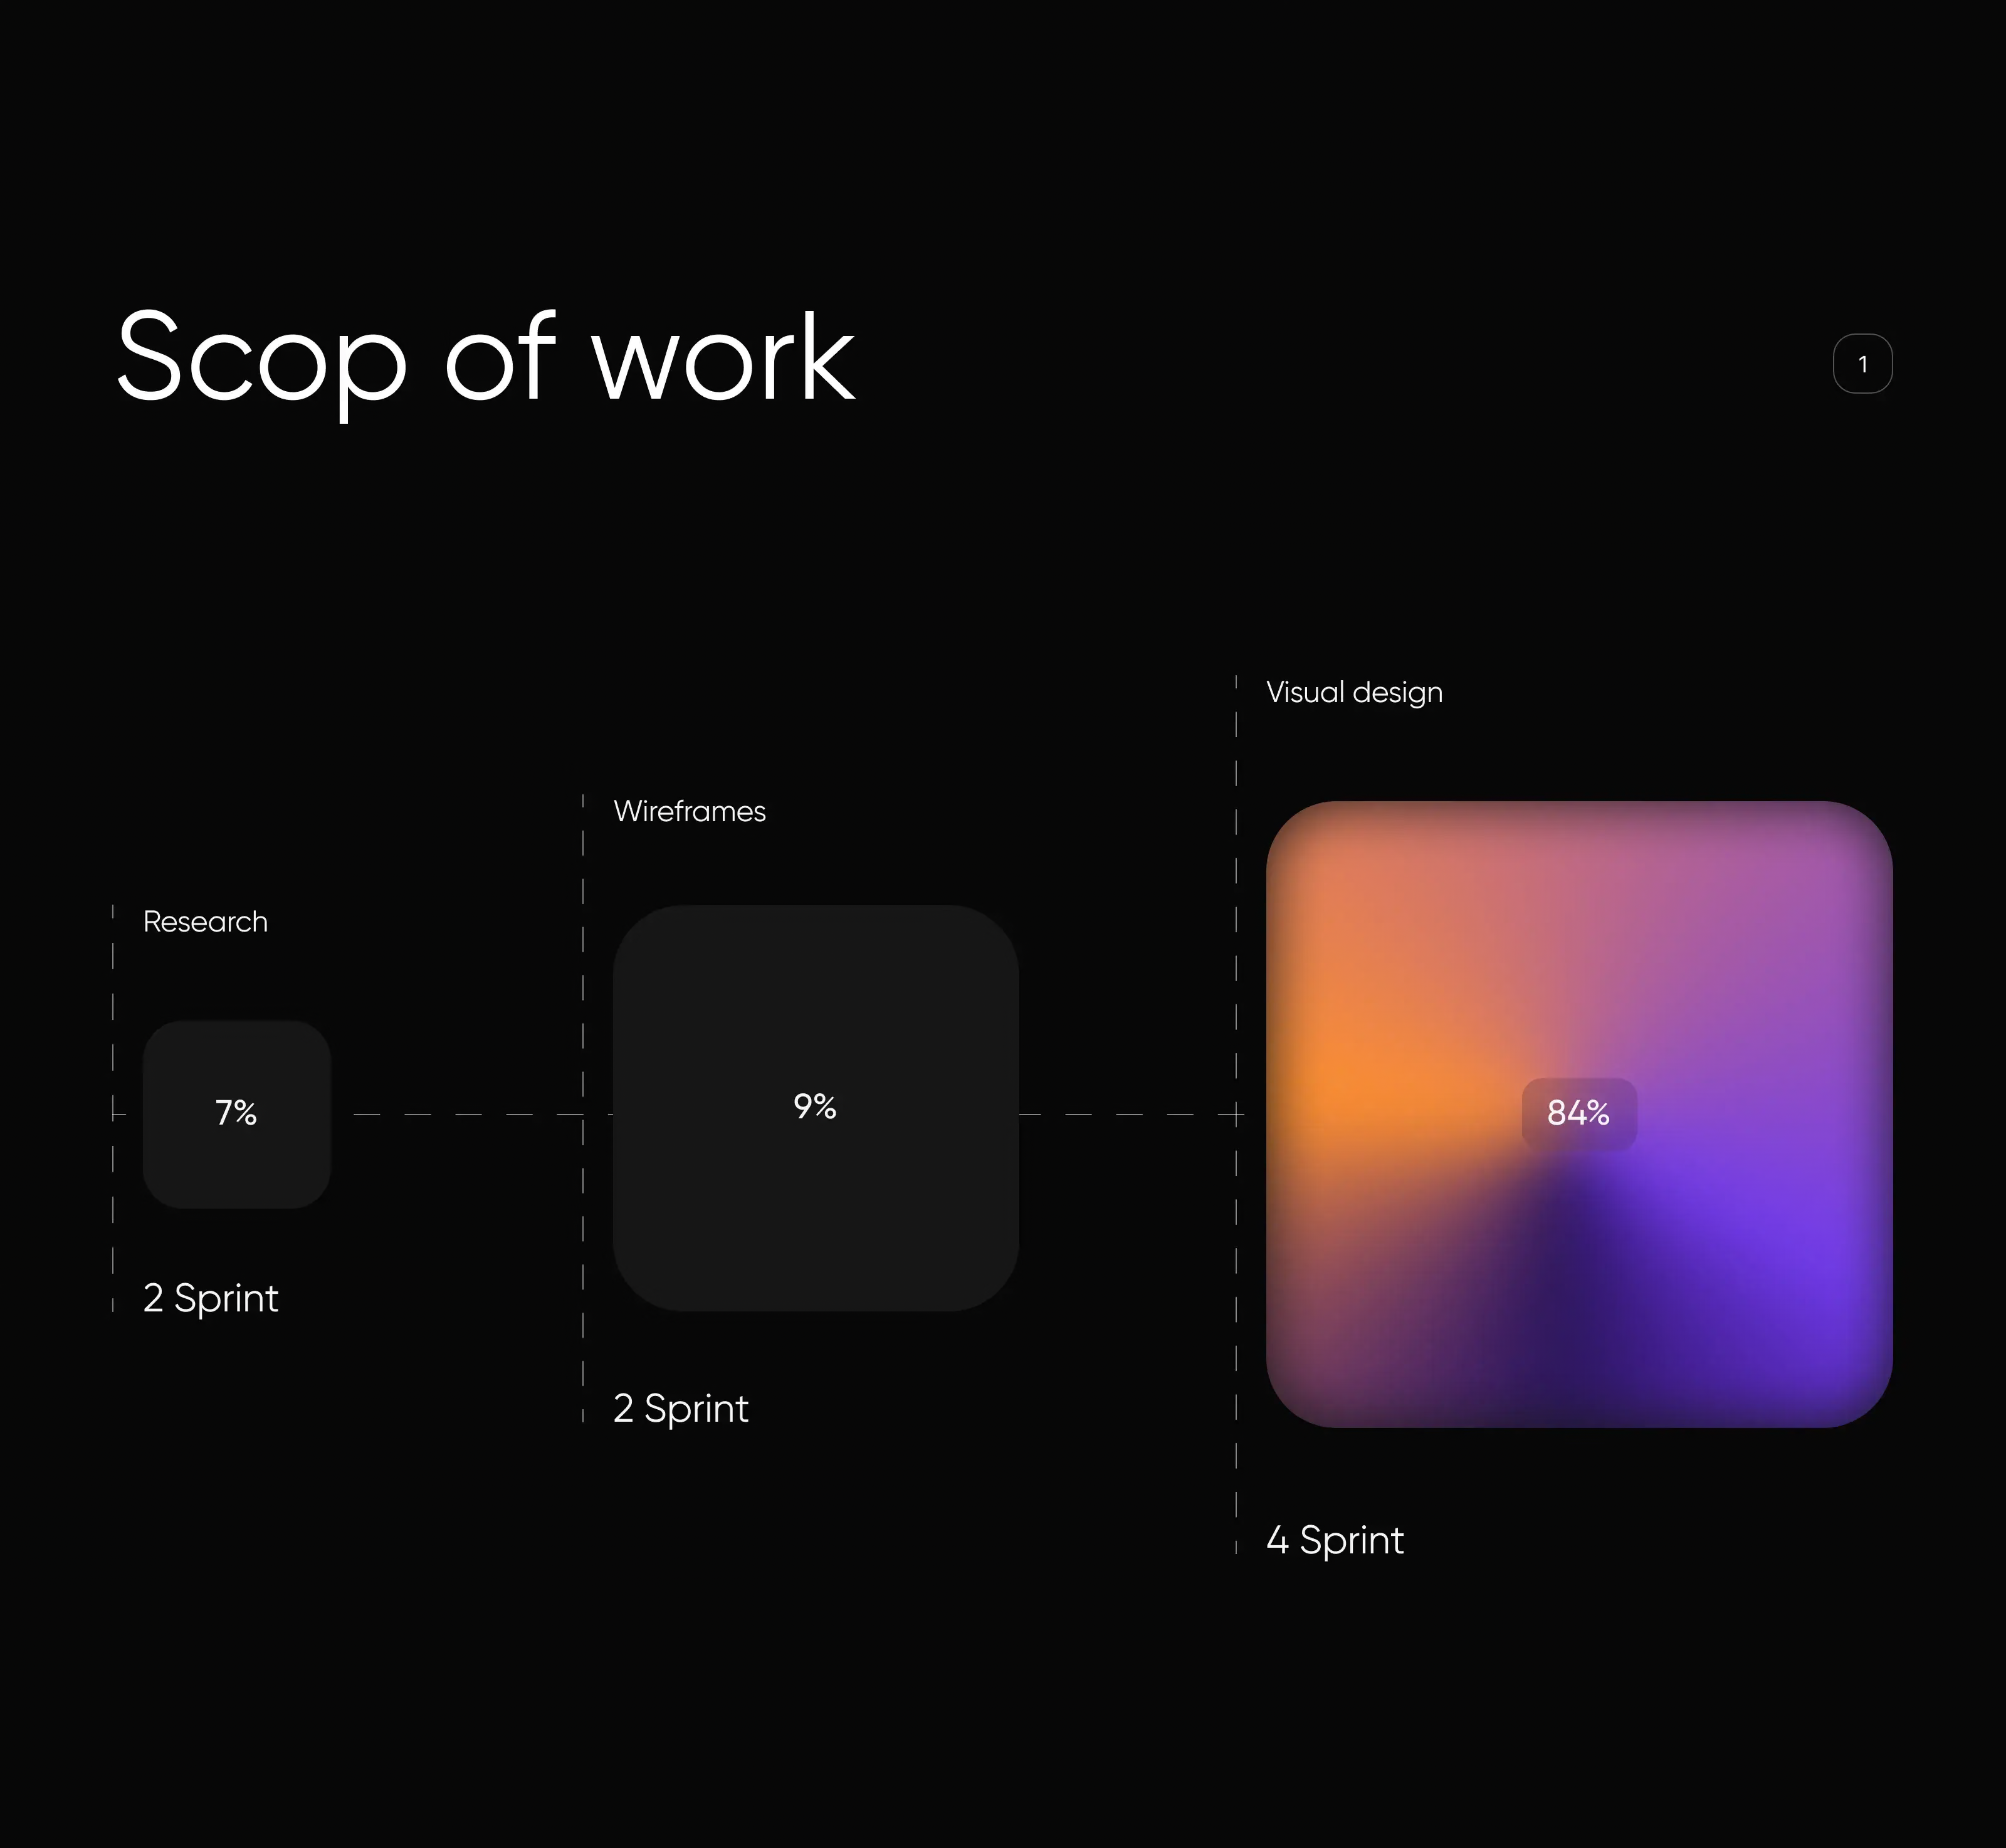 Scop of work
1
Research
7%
2 Sprint
Wireframes
9%
2 Sprint
Visual design
84%
4 Sprint